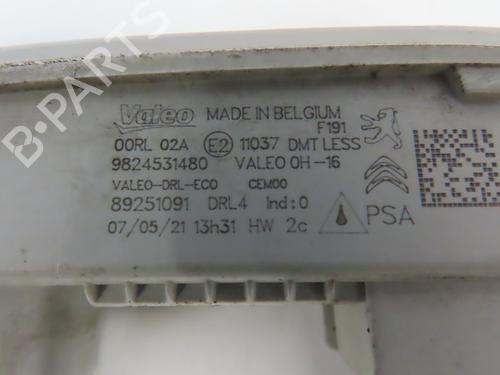 Valeo MADE IN BELGIUM
F191
00RL 02A E2 11037 DMT LESS
9824531480 VALEO 0H-16
VALEO-DRL-ECO CEM00
89251091 DRL4 Ind:0
07/05/21 13h31 HW 2c PSA
B-PARTS